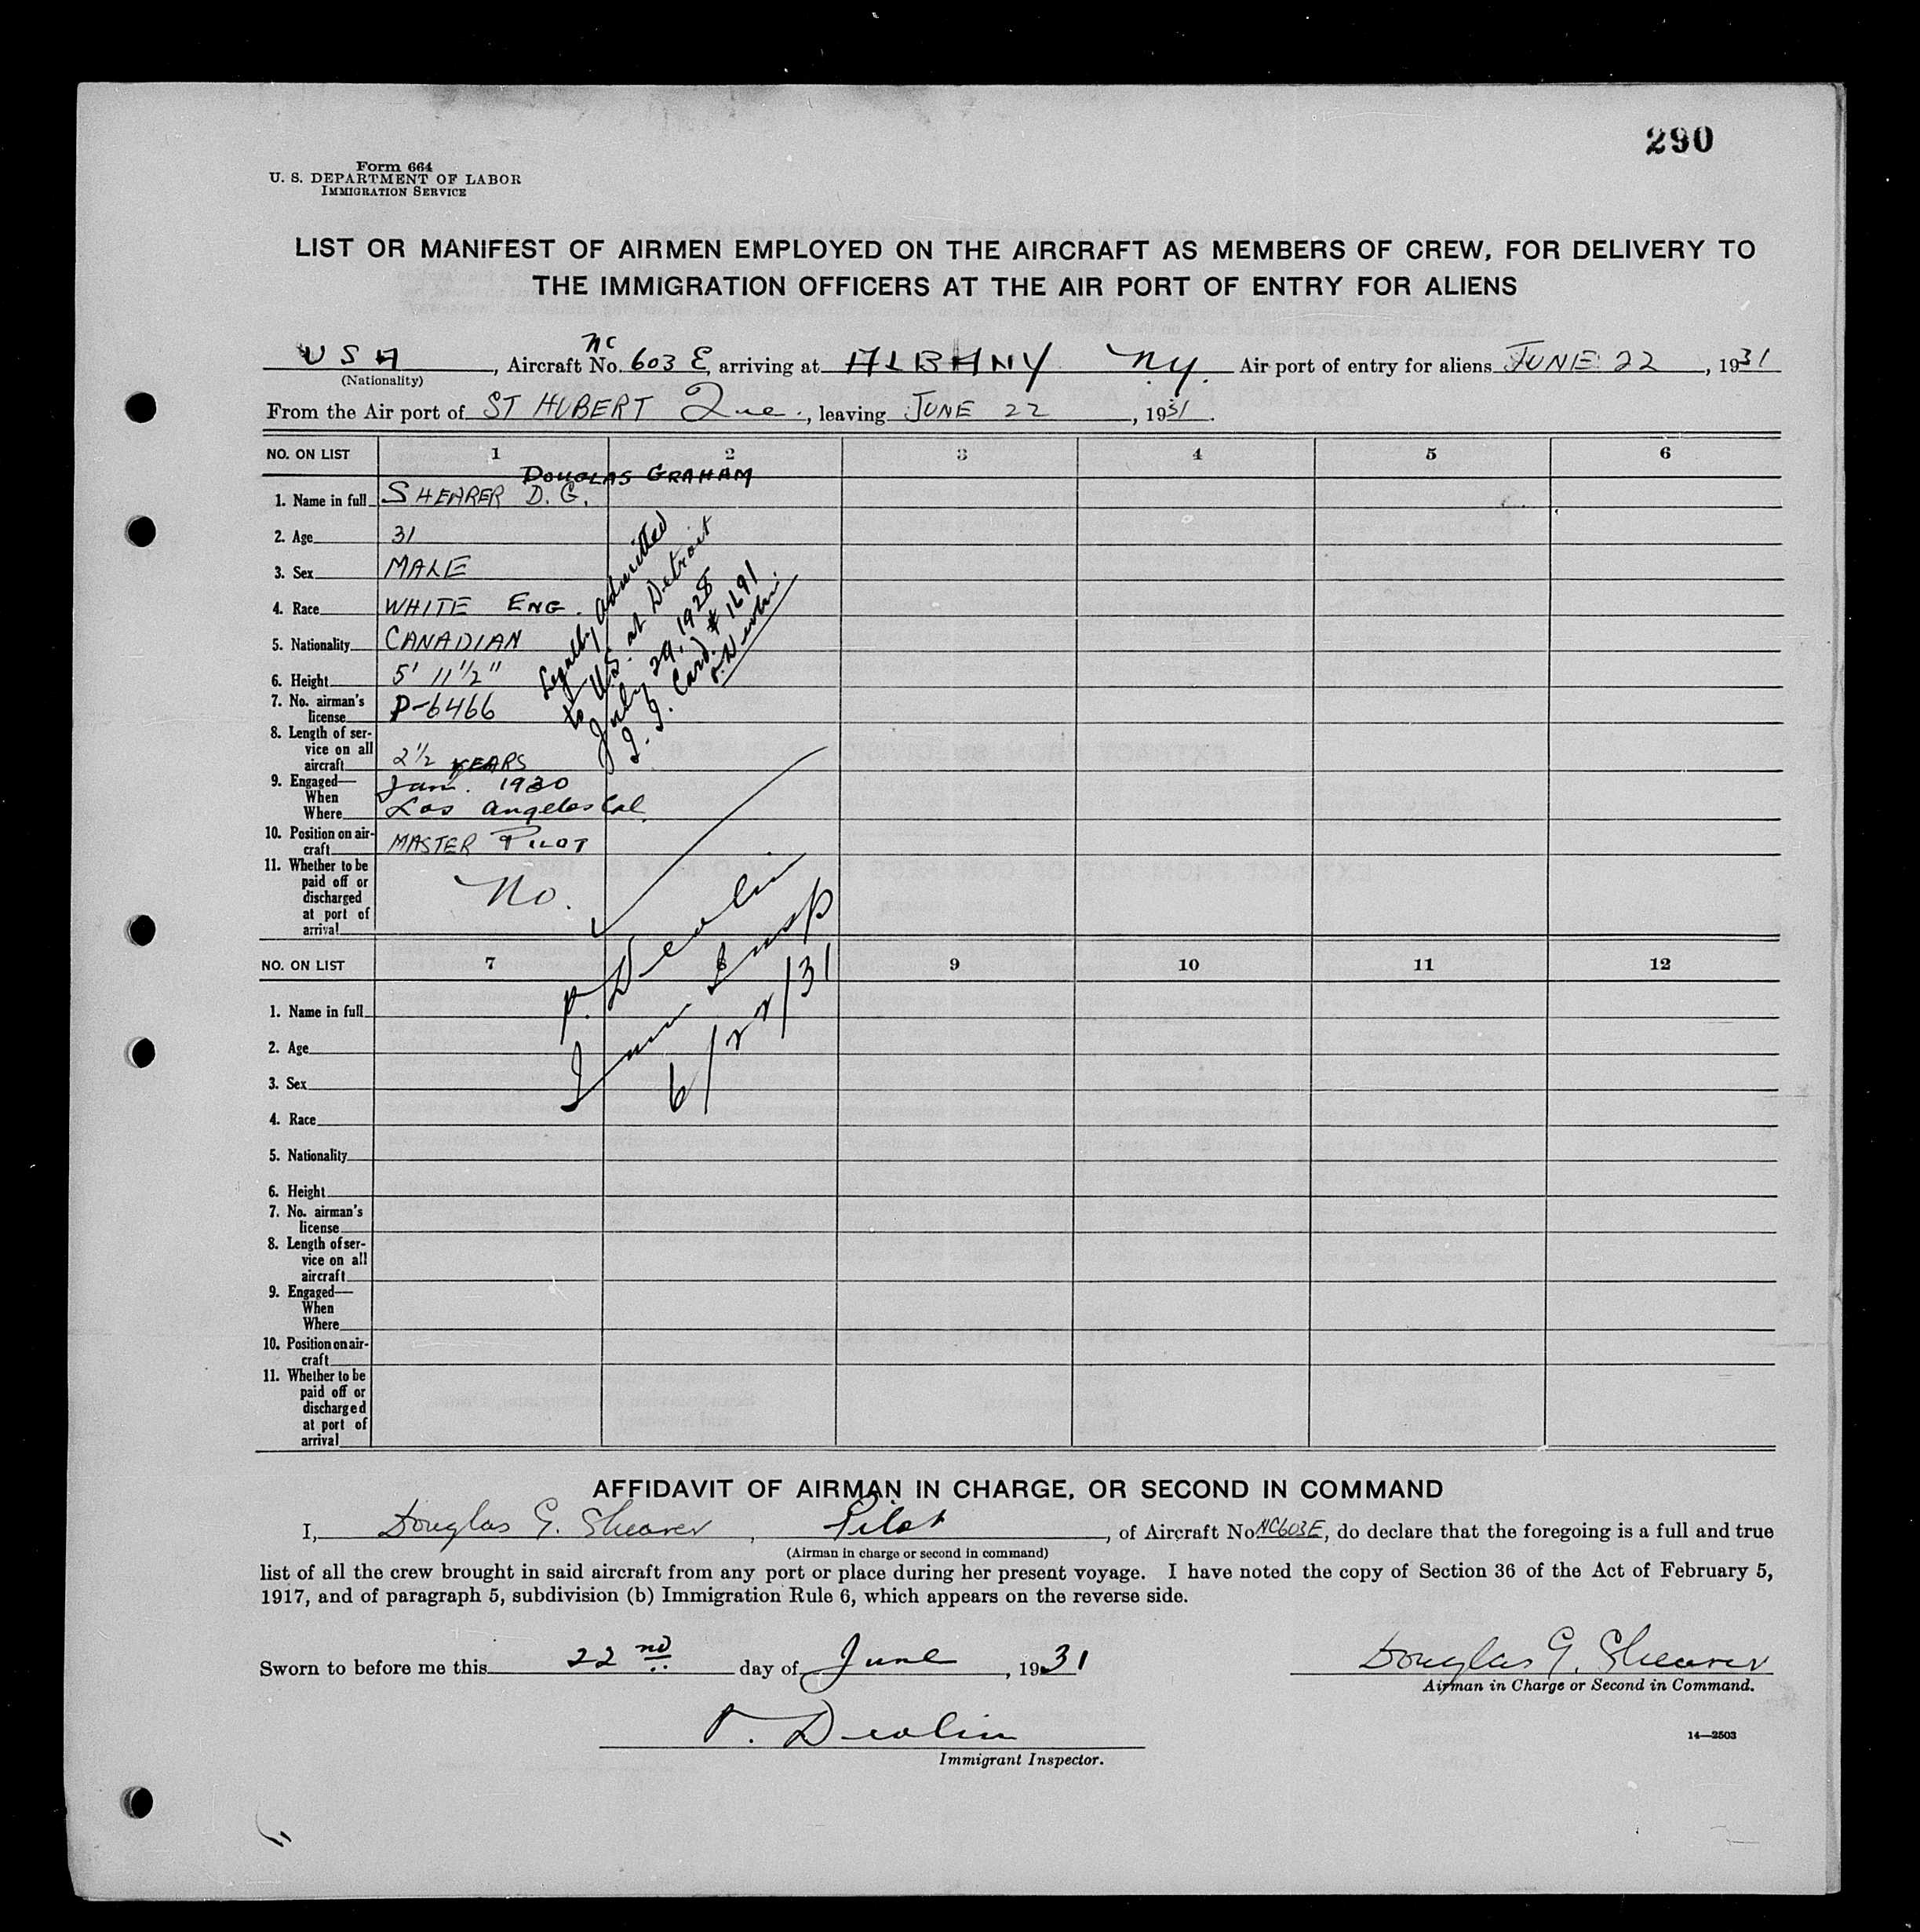 290
Form 664
U. S. DEPARTMENT OF LABOR
IMMIGRATION SERVICE
LIST OR MANIFEST OF AIRMEN EMPLOYED ON THE AIRCRAFT AS MEMBERS OF CREW, FOR DELIVERY TO
THE IMMIGRATION OFFICERS AT THE AIR PORT OF ENTRY FOR ALIENS
NC
USA, Aircraft No. 603 E, arriving at ALBANY N.Y. Air port of entry for aliens JUNE 22, 1931
(Nationality)
From the Air port of ST HUBERT Que., leaving JUNE 22, 1931.
NO. ON LIST 1 2 3 4 5 6
DOUGLAS GRAHAM
1. Name in full SHEARER D. G.
2. Age 31
3. Sex MALE
4. Race WHITE ENG.
5. Nationality CANADIAN
6. Height 5' 11½"
7. No. airman's
license P-6466
8. Length of ser-
vice on all
aircraft 2½ YEARS
9. Engaged—
When Jan. 1930
Where Los Angeles Cal.
10. Position on air-
craft MASTER PILOT
11. Whether to be
paid off or
discharged
at port of
arrival No.
Legally admitted
to U.S. at Detroit
July 29, 1928
I. I. Card. # 1691
P. Devlin
P. Devlin
Imm Insp
6/22/31
NO. ON LIST 7 8 9 10 11 12
1. Name in full
2. Age
3. Sex
4. Race
5. Nationality
6. Height
7. No. airman's
license
8. Length of ser-
vice on all
aircraft
9. Engaged—
When
Where
10. Position on air-
craft
11. Whether to be
paid off or
discharged
at port of
arrival
AFFIDAVIT OF AIRMAN IN CHARGE, OR SECOND IN COMMAND
I, Douglas G. Shearer, Pilot, of Aircraft No NC603E, do declare that the foregoing is a full and true
(Airman in charge or second in command)
list of all the crew brought in said aircraft from any port or place during her present voyage. I have noted the copy of Section 36 of the Act of February 5,
1917, and of paragraph 5, subdivision (b) Immigration Rule 6, which appears on the reverse side.
Sworn to before me this 22nd day of June, 1931
Douglas G. Shearer
Airman in Charge or Second in Command.
P. Devlin
Immigrant Inspector.
14—2503